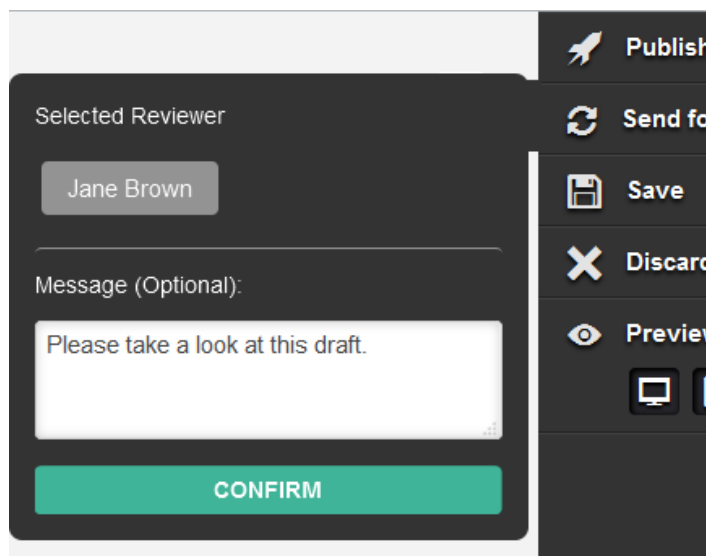 Selected Reviewer
Jane Brown
Message (Optional):
Please take a look at this draft.
CONFIRM
Publish
Send fo
Save
Discard
Preview